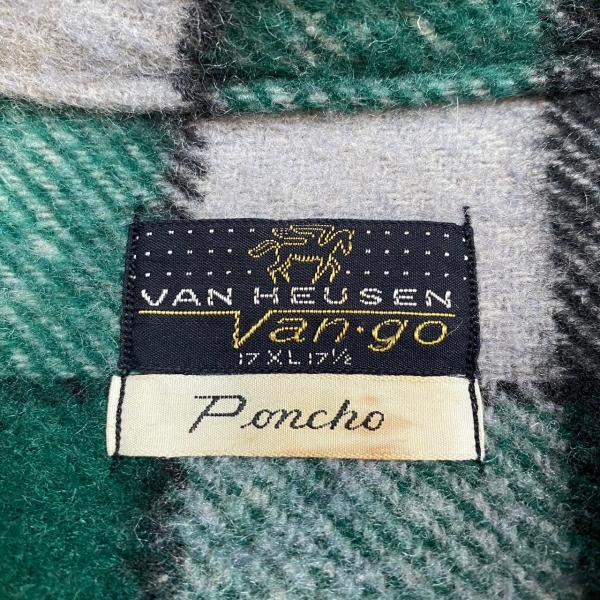 VAN HEUSEN
Van-go
17 XL 17½
Poncho